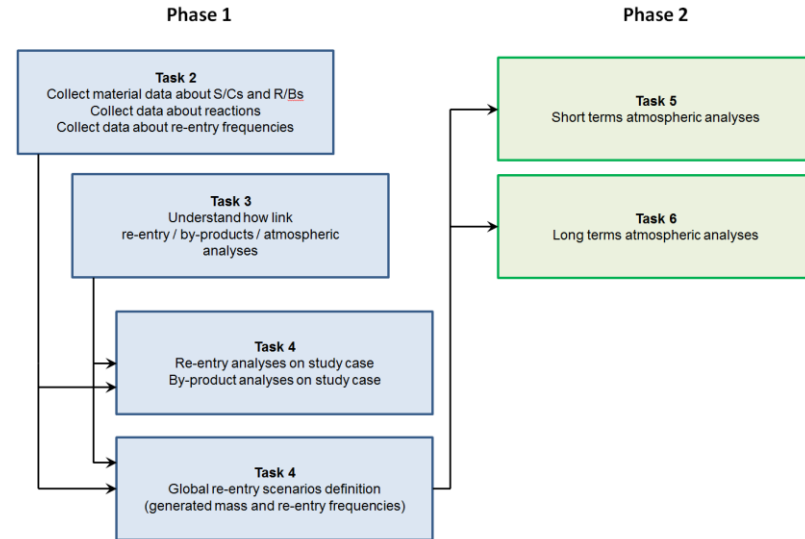 Phase 1
Phase 2
Task 2
Collect material data about S/Cs and R/Bs
Collect data about reactions
Collect data about re-entry frequencies
Task 3
Understand how link
re-entry / by-products / atmospheric
analyses
Task 4
Re-entry analyses on study case
By-product analyses on study case
Task 4
Global re-entry scenarios definition
(generated mass and re-entry frequencies)
Task 5
Short terms atmospheric analyses
Task 6
Long terms atmospheric analyses